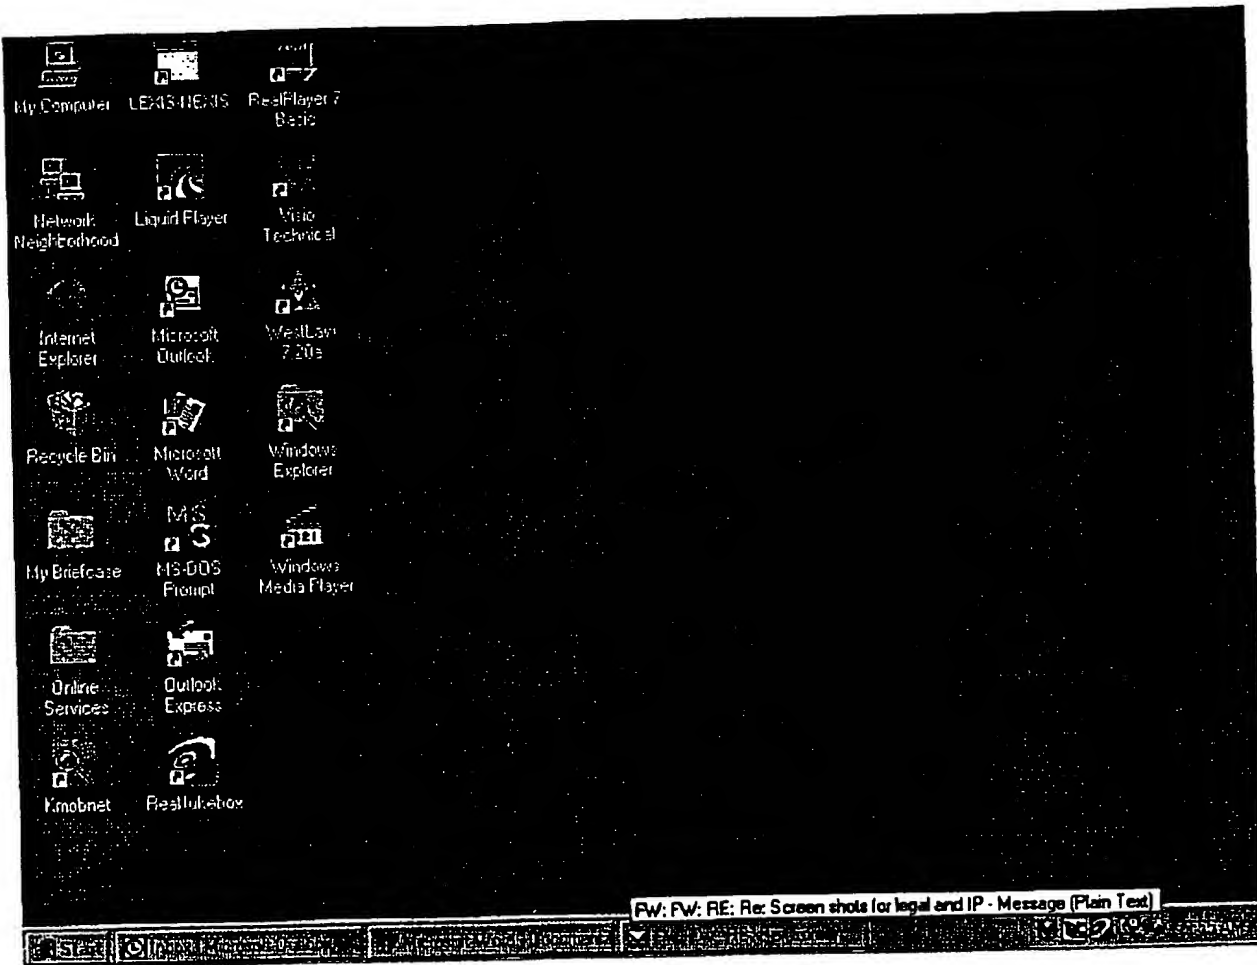 My Computer
LEXIS-NEXIS
RealPlayer 7
Basic
Network
Neighborhood
Liquid Player
Visio
Technical
Internet
Explorer
Microsoft
Outlook
WestLaw
7.20a
Recycle Bin
Microsoft
Word
Windows
Explorer
My Briefcase
MS
MS-DOS
Prompt
Windows
Media Player
Online
Services
Outlook
Express
Kmobnet
RealJukebox
FW: FW: RE: Re: Screen shots for legal and IP - Message (Plain Text)
Start